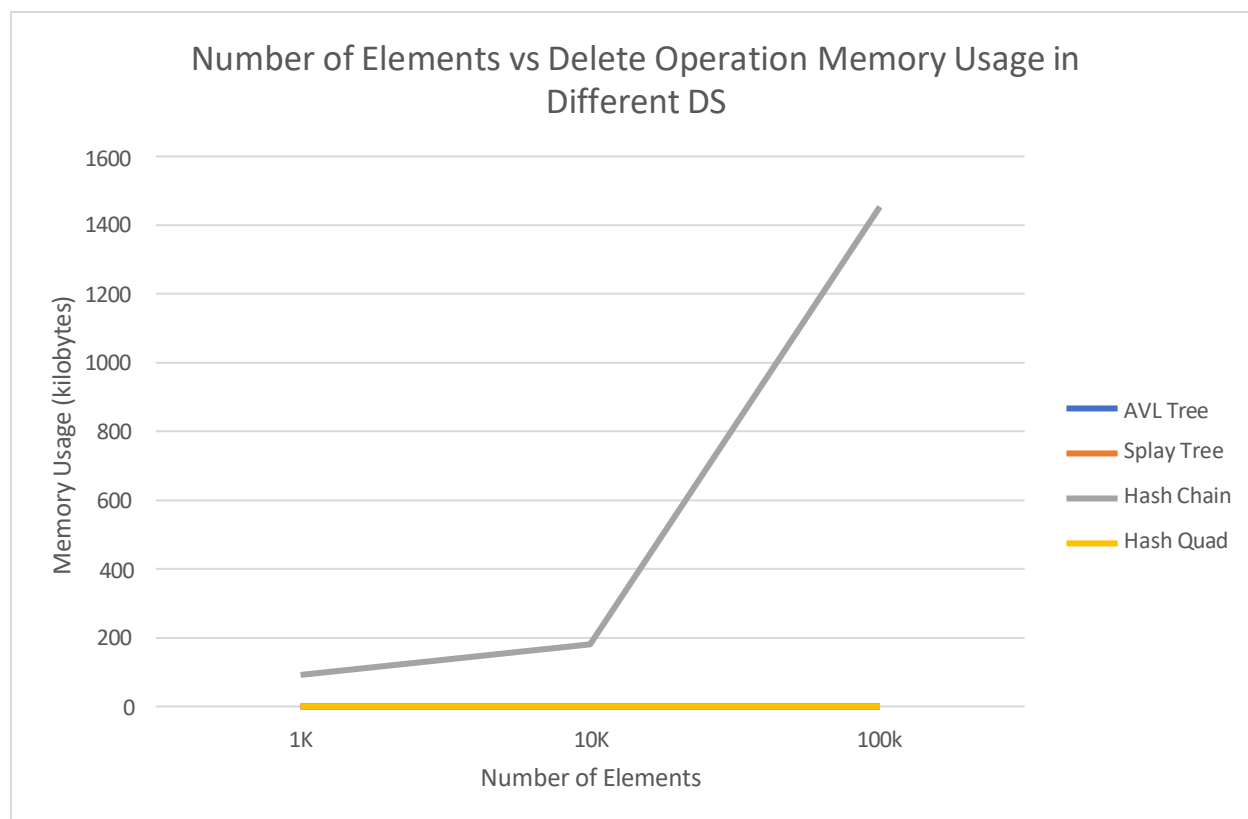 Number of Elements vs Delete Operation Memory Usage in
Different DS
Memory Usage (kilobytes)
1600
1400
1200
1000
800
600
400
200
0
1K
10K
100k
Number of Elements
AVL Tree
Splay Tree
Hash Chain
Hash Quad